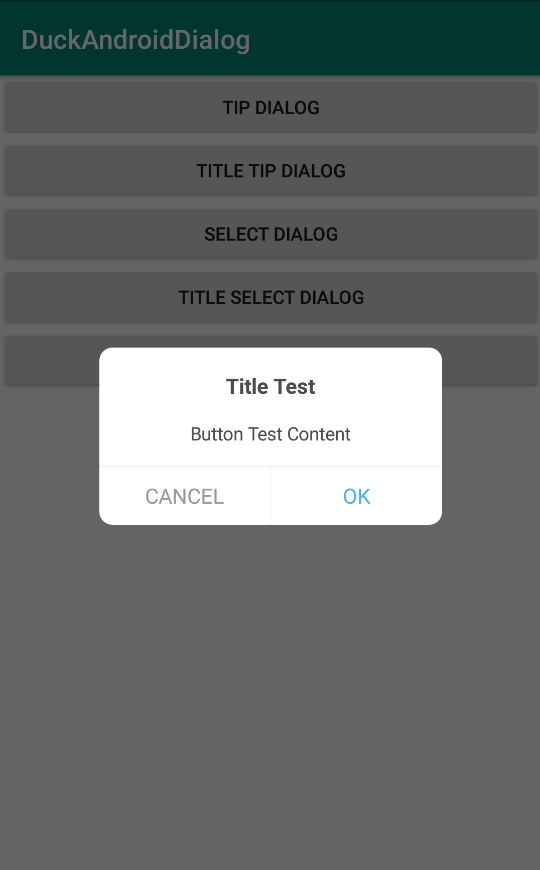 DuckAndroidDialog
TIP DIALOG
TITLE TIP DIALOG
SELECT DIALOG
TITLE SELECT DIALOG
Title Test
Button Test Content
CANCEL OK